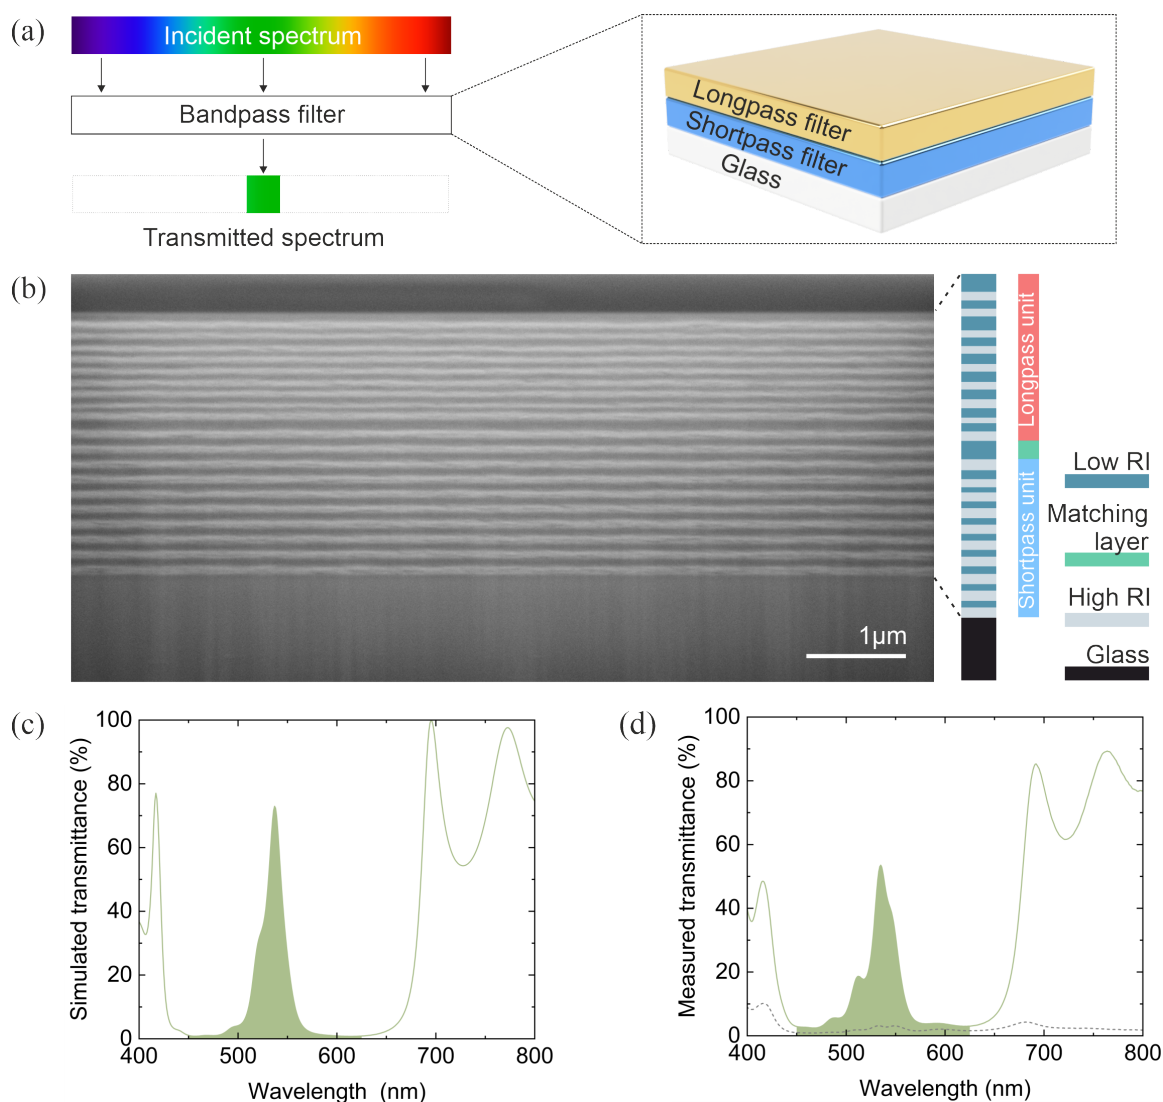 (a)
Incident spectrum
Bandpass filter
Transmitted spectrum
Longpass filter
Shortpass filter
Glass
(b)
1μm
Longpass unit
Shortpass unit
Low RI
Matching
layer
High RI
Glass
(c)
Simulated transmittance (%)
100
80
60
40
20
0
400 500 600 700 800
Wavelength (nm)
(d)
Measured transmittance (%)
100
80
60
40
20
0
400 500 600 700 800
Wavelength (nm)